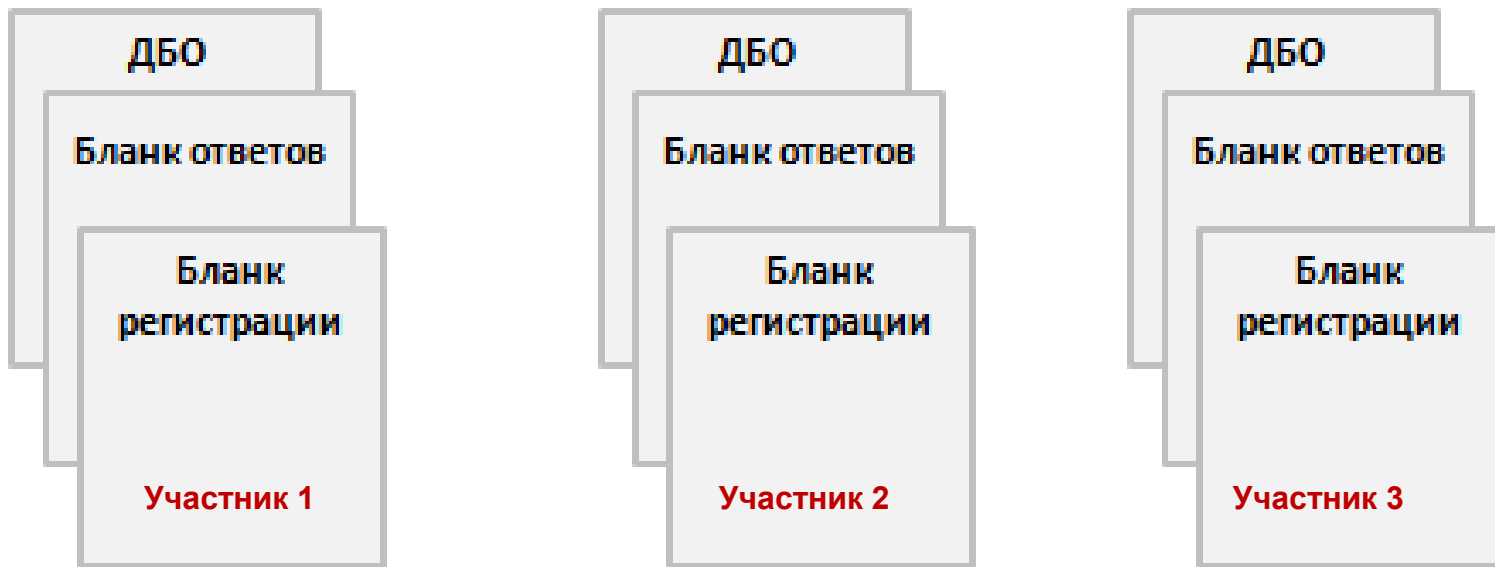 ДБО
Бланк ответов
Бланк
регистрации
Участник 1
ДБО
Бланк ответов
Бланк
регистрации
Участник 2
ДБО
Бланк ответов
Бланк
регистрации
Участник 3